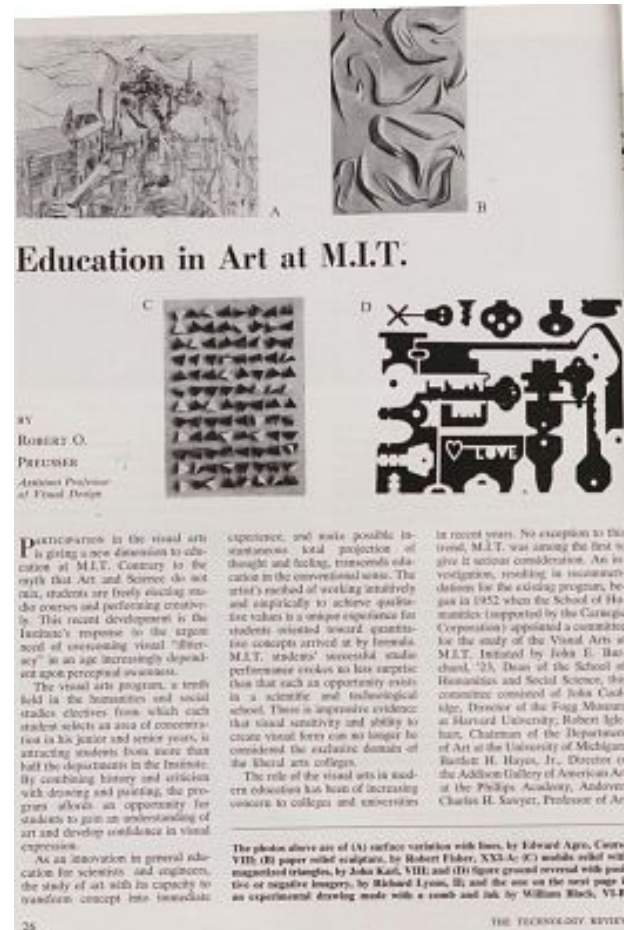 A
B
Education in Art at M.I.T.
C
D
LOVE
BY
ROBERT O.
PREUSSER
Assistant Professor
of Visual Design
PARTICIPATION in the visual arts
is giving a new dimension to edu-
cation at M.I.T. Contrary to the
myth that Art and Science do not
mix, students are freely electing stu-
dio courses and performing creative-
ly. This recent development is the
Institute's response to the urgent
need of overcoming visual "illiter-
acy" in an age increasingly depend-
ent upon perceptual awareness.
The visual arts program, a tenth
field in the humanities and social
studies electives from which each
student selects an area of concentra-
tion in his junior and senior years, is
attracting students from more than
half the departments in the Institute.
By combining history and criticism
with drawing and painting, the pro-
gram affords an opportunity for
students to gain an understanding of
art and develop confidence in visual
expression.
As an innovation in general edu-
cation for scientists and engineers,
the study of art with its capacity to
transform concept into immediate
experience, and make possible in-
stantaneous total projection of
thought and feeling, transcends edu-
cation in the conventional sense. The
artist's method of working intuitively
and empirically to achieve qualita-
tive values is a unique experience for
students oriented toward quantita-
tive concepts arrived at by formula.
M.I.T. students' successful studio
performance evokes no less surprise
than that such an opportunity exists
in a scientific and technological
school. There is impressive evidence
that visual sensitivity and ability to
create visual form can no longer be
considered the exclusive domain of
the liberal arts colleges.
The role of the visual arts in mod-
ern education has been of increasing
concern to colleges and universities
in recent years. No exception to this
trend, M.I.T. was among the first to
give it serious consideration. An in-
vestigation, resulting in recommen-
dations for the existing program, be-
gan in 1952 when the School of Hu-
manities (supported by the Carnegie
Corporation) appointed a committee
for the study of the Visual Arts at
M.I.T. Initiated by John E. Bur-
chard, '23, Dean of the School of
Humanities and Social Science, this
committee consisted of John Cool-
idge, Director of the Fogg Museum
at Harvard University; Robert Igle-
hart, Chairman of the Department
of Art at the University of Michigan;
Bartlett H. Hayes, Jr., Director of
the Addison Gallery of American Art
at the Phillips Academy, Andover;
Charles H. Sawyer, Professor of Art
The photos above are of (A) surface variation with lines, by Edward Agro, Course
VIII; (B) paper relief sculpture, by Robert Fisher, XXI-A; (C) mobile relief with
magnetized triangles, by John Karl, VIII; and (D) figure ground reversal with posi-
tive or negative imagery, by Richard Lyons, II; and the one on the next page is
an experimental drawing made with a comb and ink by William Block, VI-B
26
THE TECHNOLOGY REVIEW